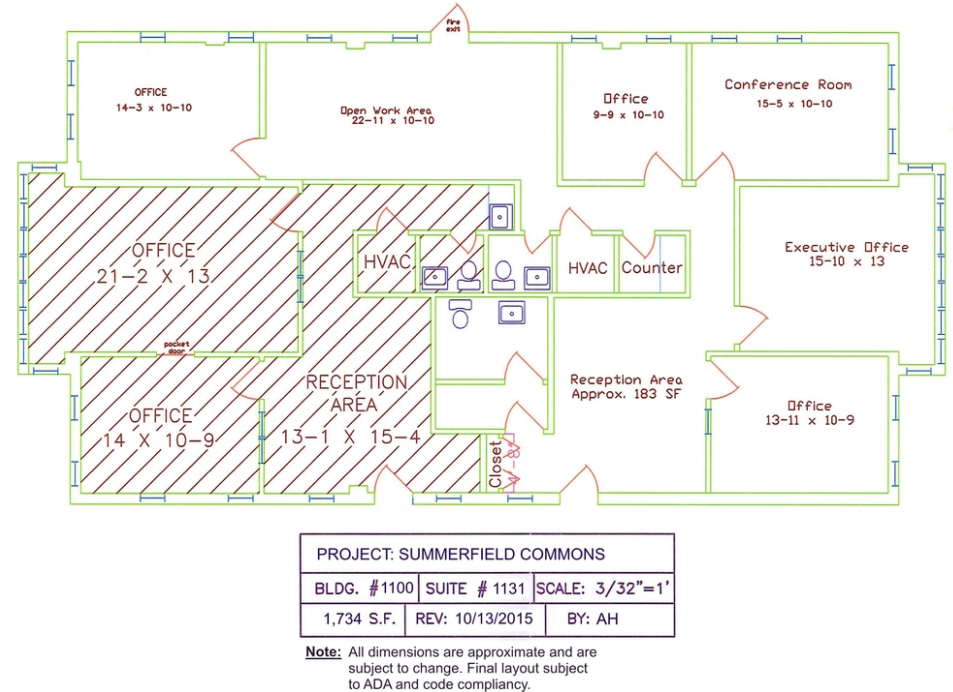 fire
exit
OFFICE
14-3 x 10-10
Open Work Area
22-11 x 10-10
Office
9-9 x 10-10
Conference Room
15-5 x 10-10
OFFICE
21-2 X 13
HVAC
HVAC
Counter
Executive Office
15-10 x 13
pocket
door
OFFICE
14 X 10-9
RECEPTION
AREA
13-1 X 15-4
Closet
4'-8"
Reception Area
Approx. 183 SF
Office
13-11 x 10-9
PROJECT: SUMMERFIELD COMMONS
BLDG. #1100 SUITE # 1131 SCALE: 3/32"=1'
1,734 S.F. REV: 10/13/2015 BY: AH
Note: All dimensions are approximate and are
subject to change. Final layout subject
to ADA and code compliancy.